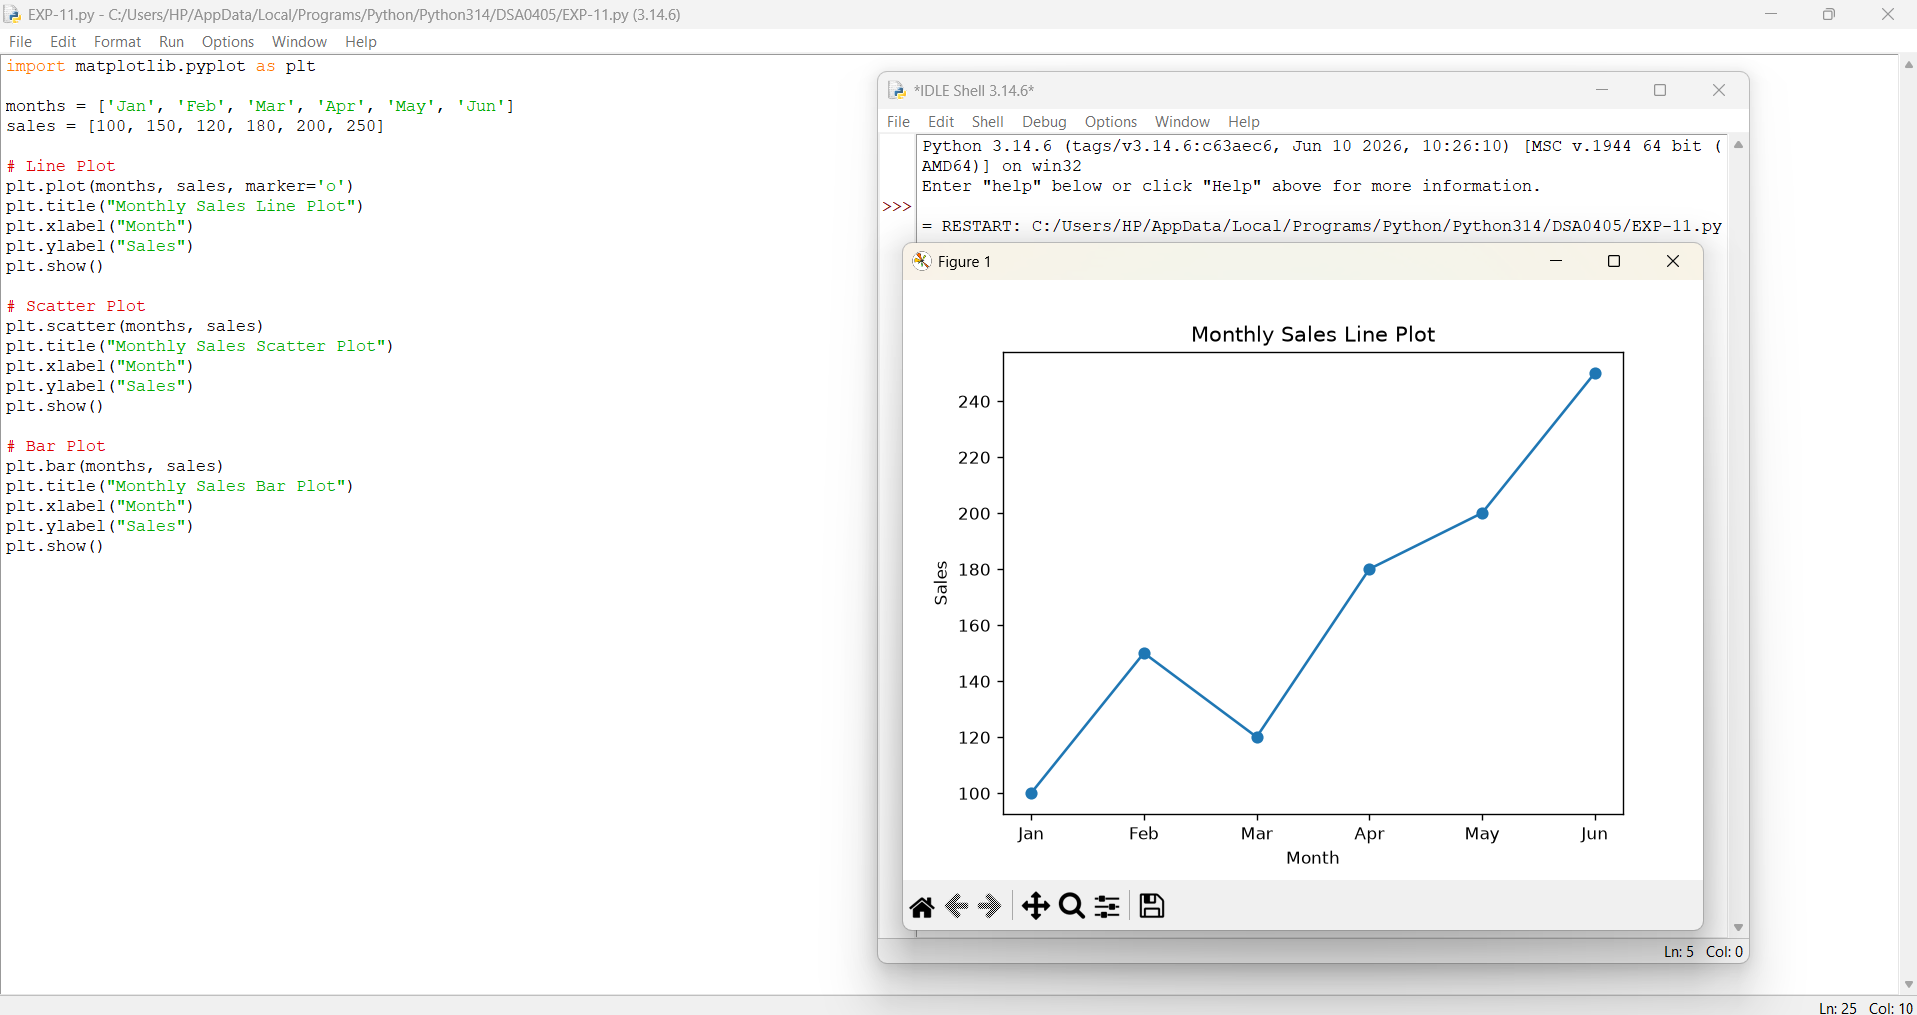 EXP-11.py - C:/Users/HP/AppData/Local/Programs/Python/Python314/DSA0405/EXP-11.py (3.14.6)
File Edit Format Run Options Window Help
import matplotlib.pyplot as plt
months = ['Jan', 'Feb', 'Mar', 'Apr', 'May', 'Jun']
sales = [100, 150, 120, 180, 200, 250]
# Line Plot
plt.plot(months, sales, marker='o')
plt.title("Monthly Sales Line Plot")
plt.xlabel("Month")
plt.ylabel("Sales")
plt.show()
# Scatter Plot
plt.scatter(months, sales)
plt.title("Monthly Sales Scatter Plot")
plt.xlabel("Month")
plt.ylabel("Sales")
plt.show()
# Bar Plot
plt.bar(months, sales)
plt.title("Monthly Sales Bar Plot")
plt.xlabel("Month")
plt.ylabel("Sales")
plt.show()
*IDLE Shell 3.14.6*
File Edit Shell Debug Options Window Help
Python 3.14.6 (tags/v3.14.6:c63aec6, Jun 10 2026, 10:26:10) [MSC v.1944 64 bit (
AMD64)] on win32
Enter "help" below or click "Help" above for more information.
>>>
= RESTART: C:/Users/HP/AppData/Local/Programs/Python/Python314/DSA0405/EXP-11.py
Figure 1
Monthly Sales Line Plot
240
220
200
180
160
140
120
100
Sales
Jan Feb Mar Apr May Jun
Month
Ln: 5 Col: 0
Ln: 25 Col: 10